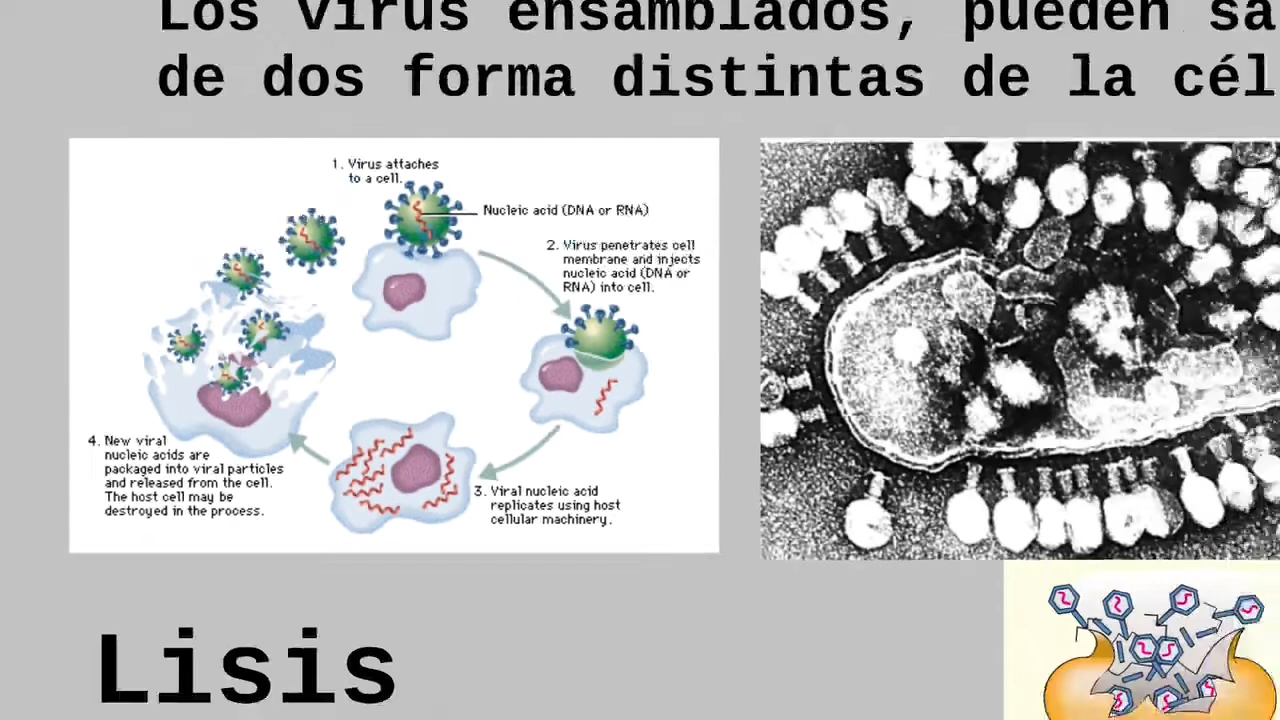 Los virus ensamblados, pueden sa
de dos forma distintas de la cél
1. Virus attaches
to a cell.
Nucleic acid (DNA or RNA)
2. Virus penetrates cell
membrane and injects
nucleic acid (DNA or
RNA) into cell.
3. Viral nucleic acid
replicates using host
cellular machinery.
4. New viral
nucleic acids are
packaged into viral particles
and released from the cell.
The host cell may be
destroyed in the process.
Lisis